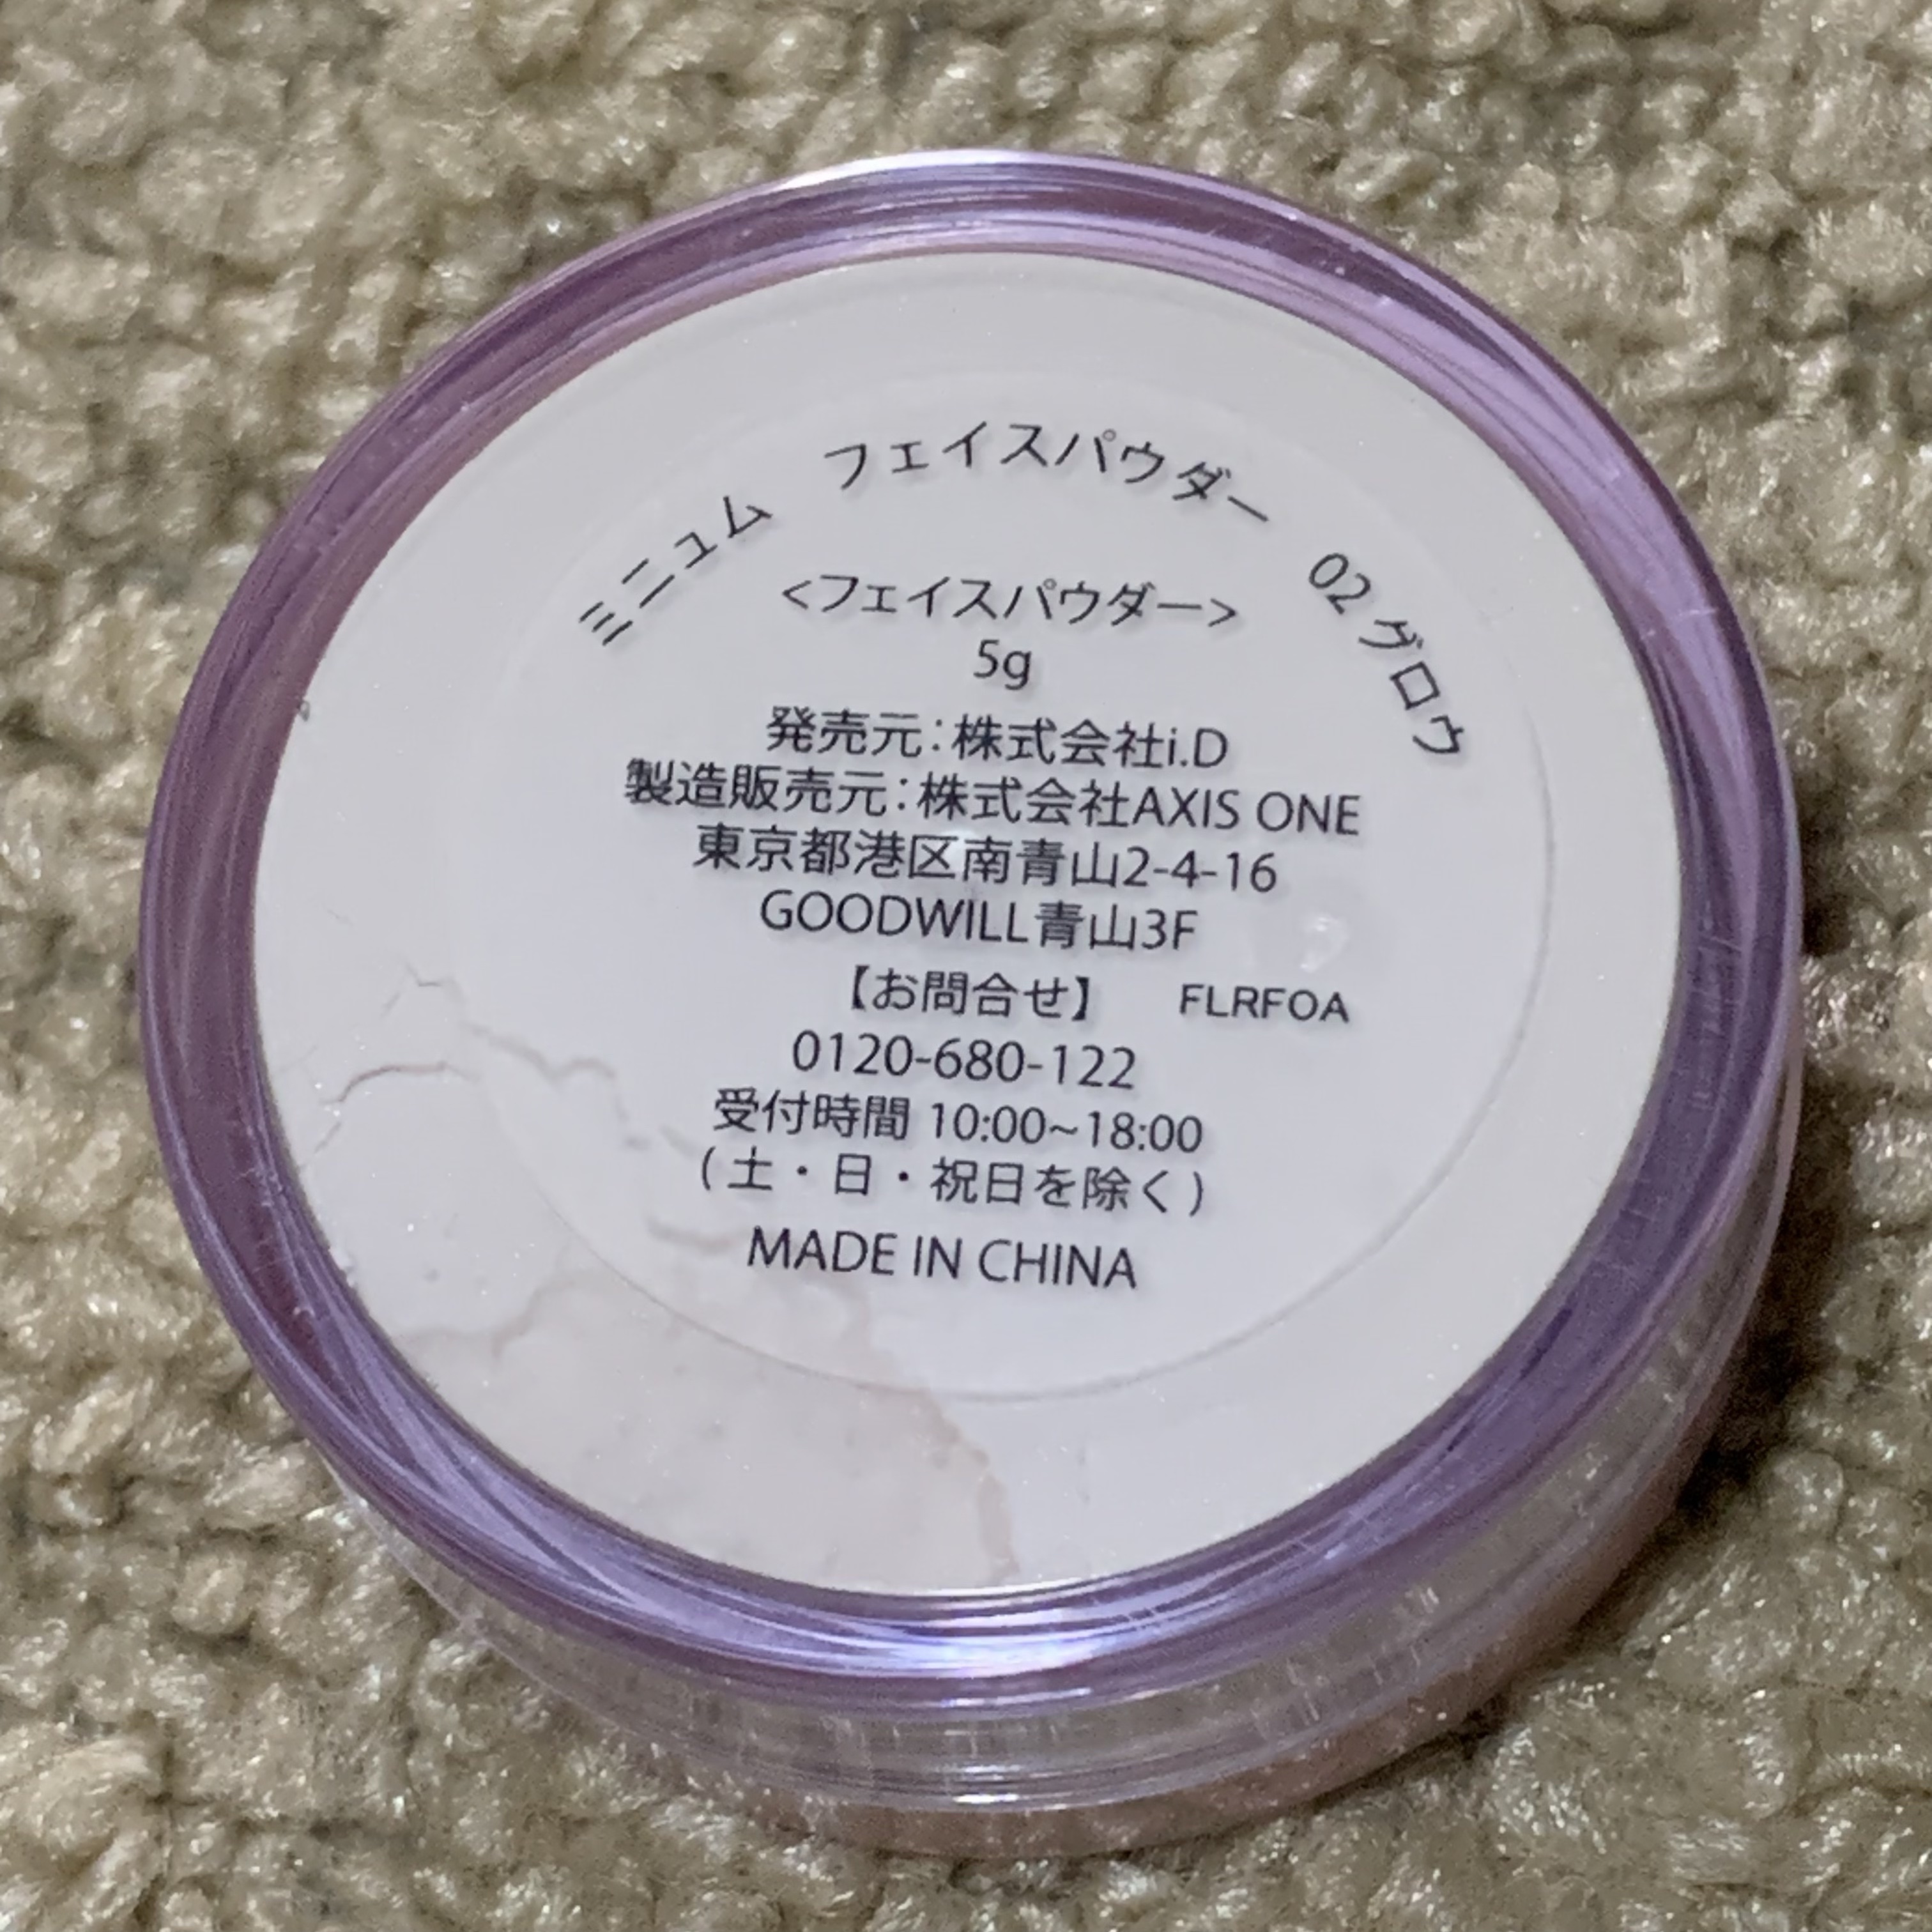 ミニュム　フェイスパウダー　02 グロウ
<フェイスパウダー>
5g
発売元:株式会社i.D
製造販売元:株式会社AXIS ONE
東京都港区南青山2-4-16
GOODWILL青山3F
【お問合せ】　FLRFOA
0120-680-122
受付時間 10:00~18:00
(土・日・祝日を除く)
MADE IN CHINA